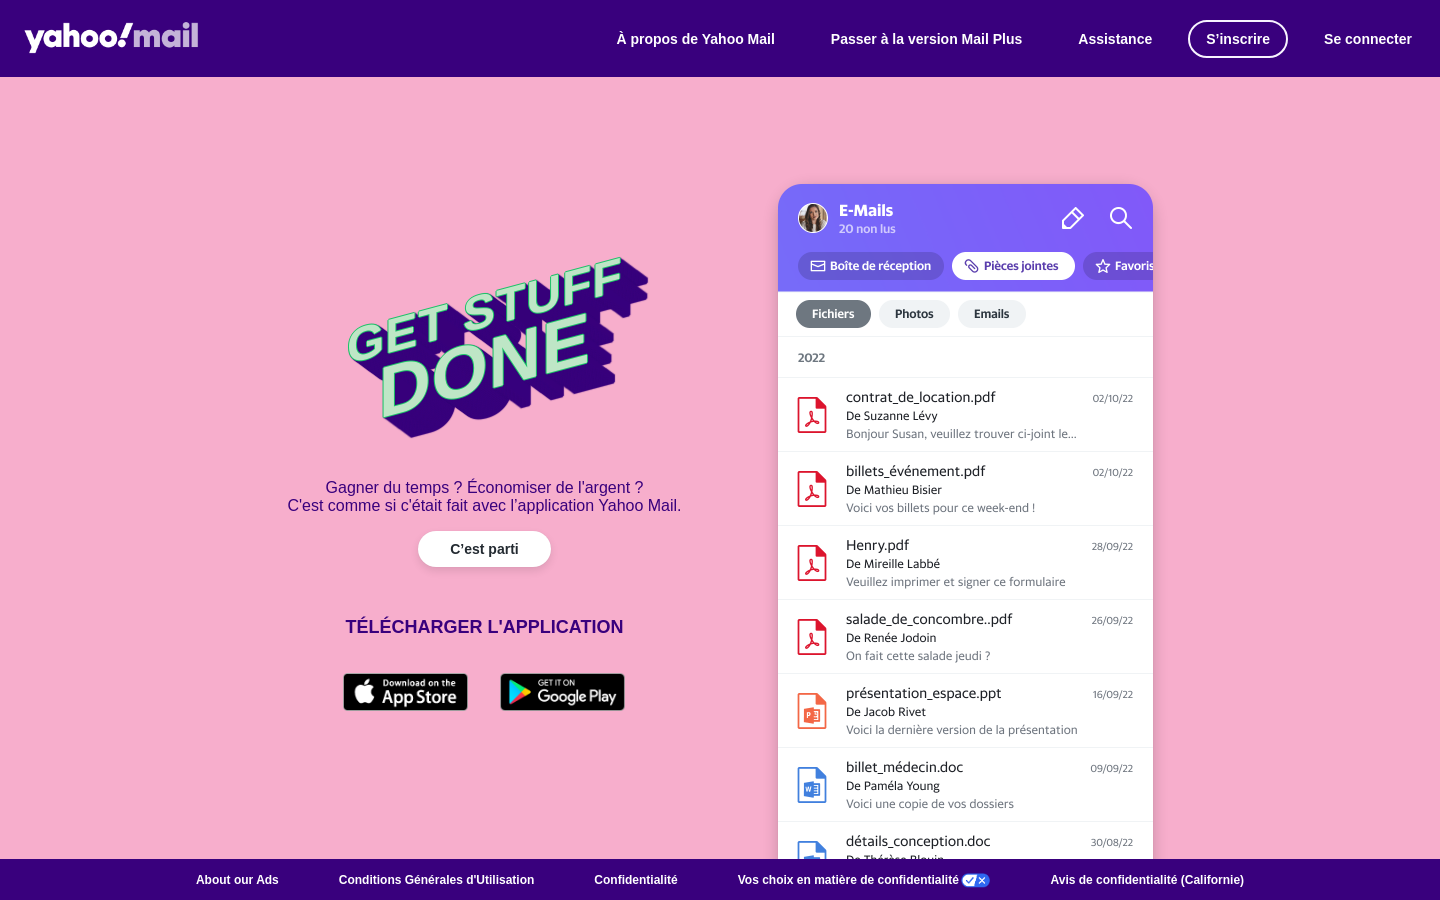 yahoo!mail
À propos de Yahoo Mail
Passer à la version Mail Plus
Assistance
S'inscrire
Se connecter
GET STUFF
DONE
Gagner du temps ? Économiser de l'argent ?
C'est comme si c'était fait avec l’application Yahoo Mail.
C’est parti
TÉLÉCHARGER L'APPLICATION
Download on the
App Store
GET IT ON
Google Play
E-Mails
20 non lus
Boîte de réception
Pièces jointes
Favoris
Fichiers
Photos
Emails
2022
contrat_de_location.pdf
02/10/22
De Suzanne Lévy
Bonjour Susan, veuillez trouver ci-joint le...
billets_événement.pdf
02/10/22
De Mathieu Bisier
Voici vos billets pour ce week-end !
Henry.pdf
28/09/22
De Mireille Labbé
Veuillez imprimer et signer ce formulaire
salade_de_concombre..pdf
26/09/22
De Renée Jodoin
On fait cette salade jeudi ?
présentation_espace.ppt
16/09/22
De Jacob Rivet
Voici la dernière version de la présentation
billet_médecin.doc
09/09/22
De Paméla Young
Voici une copie de vos dossiers
détails_conception.doc
30/08/22
De Thérèse Blouin
About our Ads
Conditions Générales d'Utilisation
Confidentialité
Vos choix en matière de confidentialité
Avis de confidentialité (Californie)